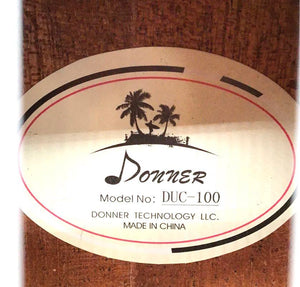 DONNER
Model No: DUC-100
DONNER TECHNOLOGY LLC.
MADE IN CHINA